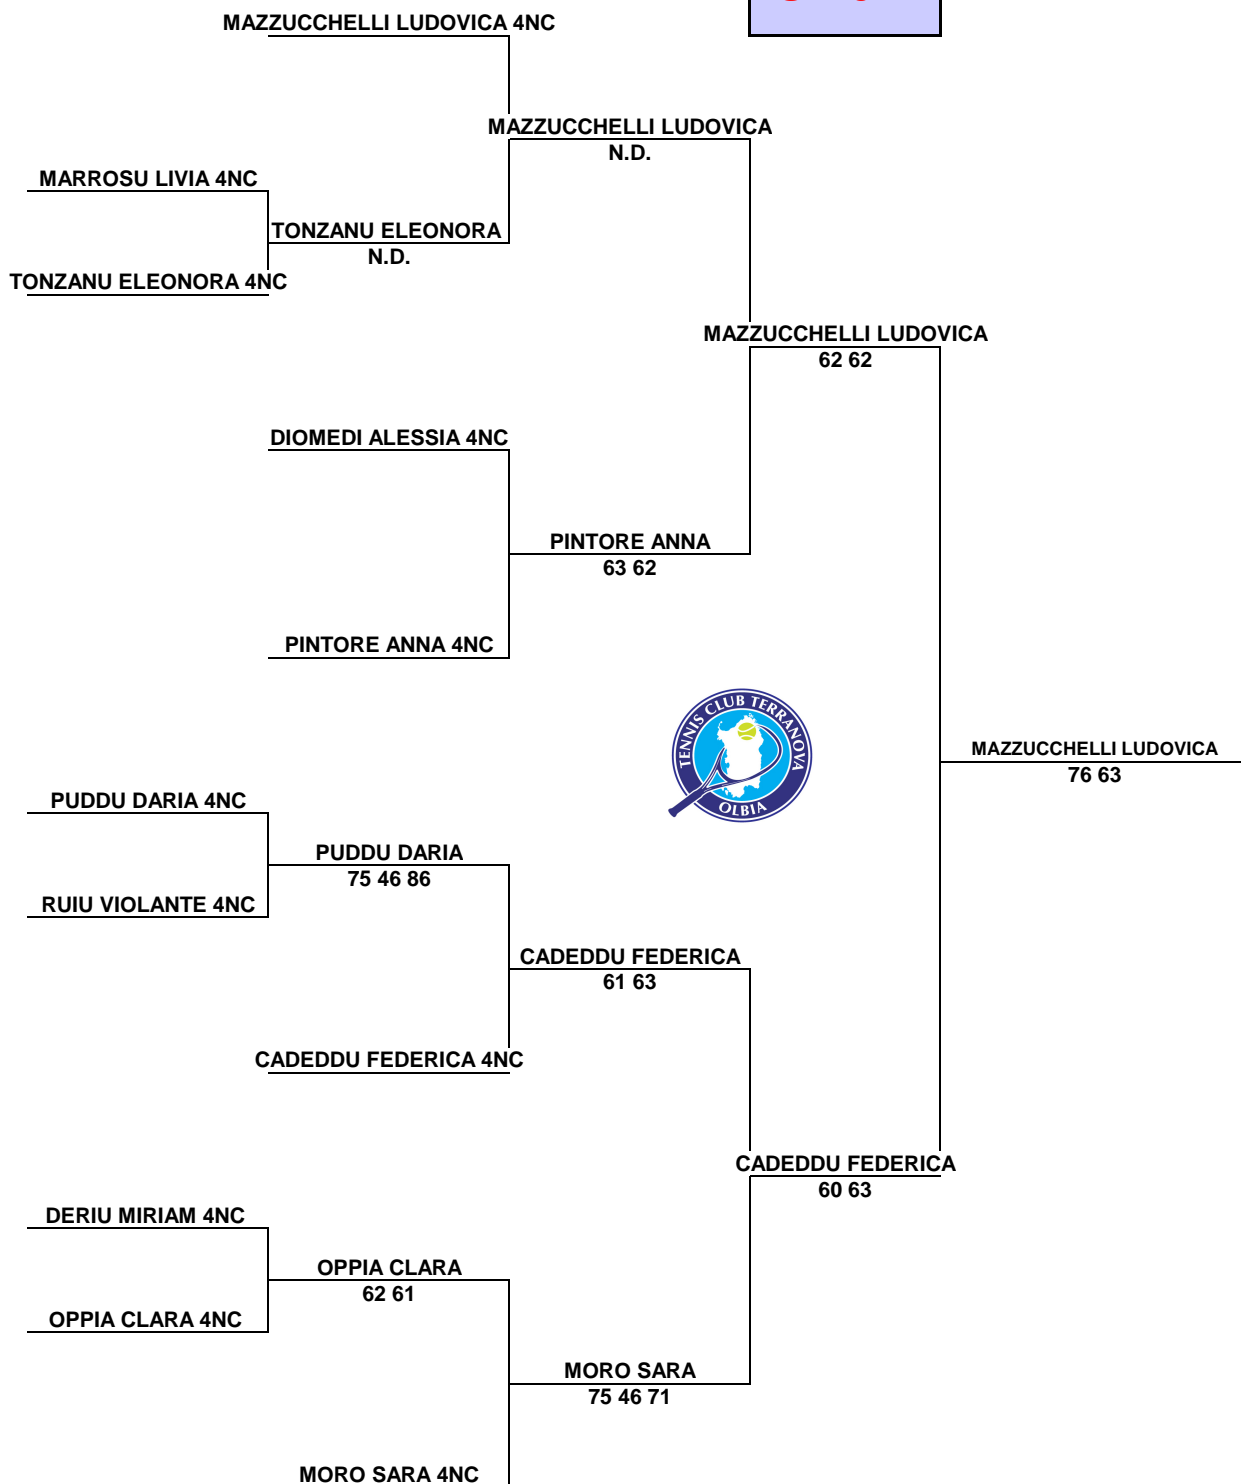 MAZZUCCHELLI LUDOVICA 4NC
MAZZUCCHELLI LUDOVICA
N.D.
MARROSU LIVIA 4NC
TONZANU ELEONORA
N.D.
TONZANU ELEONORA 4NC
MAZZUCCHELLI LUDOVICA
62 62
DIOMEDI ALESSIA 4NC
PINTORE ANNA
63 62
PINTORE ANNA 4NC
TENNIS CLUB TERRANOVA
OLBIA
MAZZUCCHELLI LUDOVICA
76 63
PUDDU DARIA 4NC
PUDDU DARIA
75 46 86
RUIU VIOLANTE 4NC
CADEDDU FEDERICA
61 63
CADEDDU FEDERICA 4NC
CADEDDU FEDERICA
60 63
DERIU MIRIAM 4NC
OPPIA CLARA
62 61
OPPIA CLARA 4NC
MORO SARA
75 46 71
MORO SARA 4NC